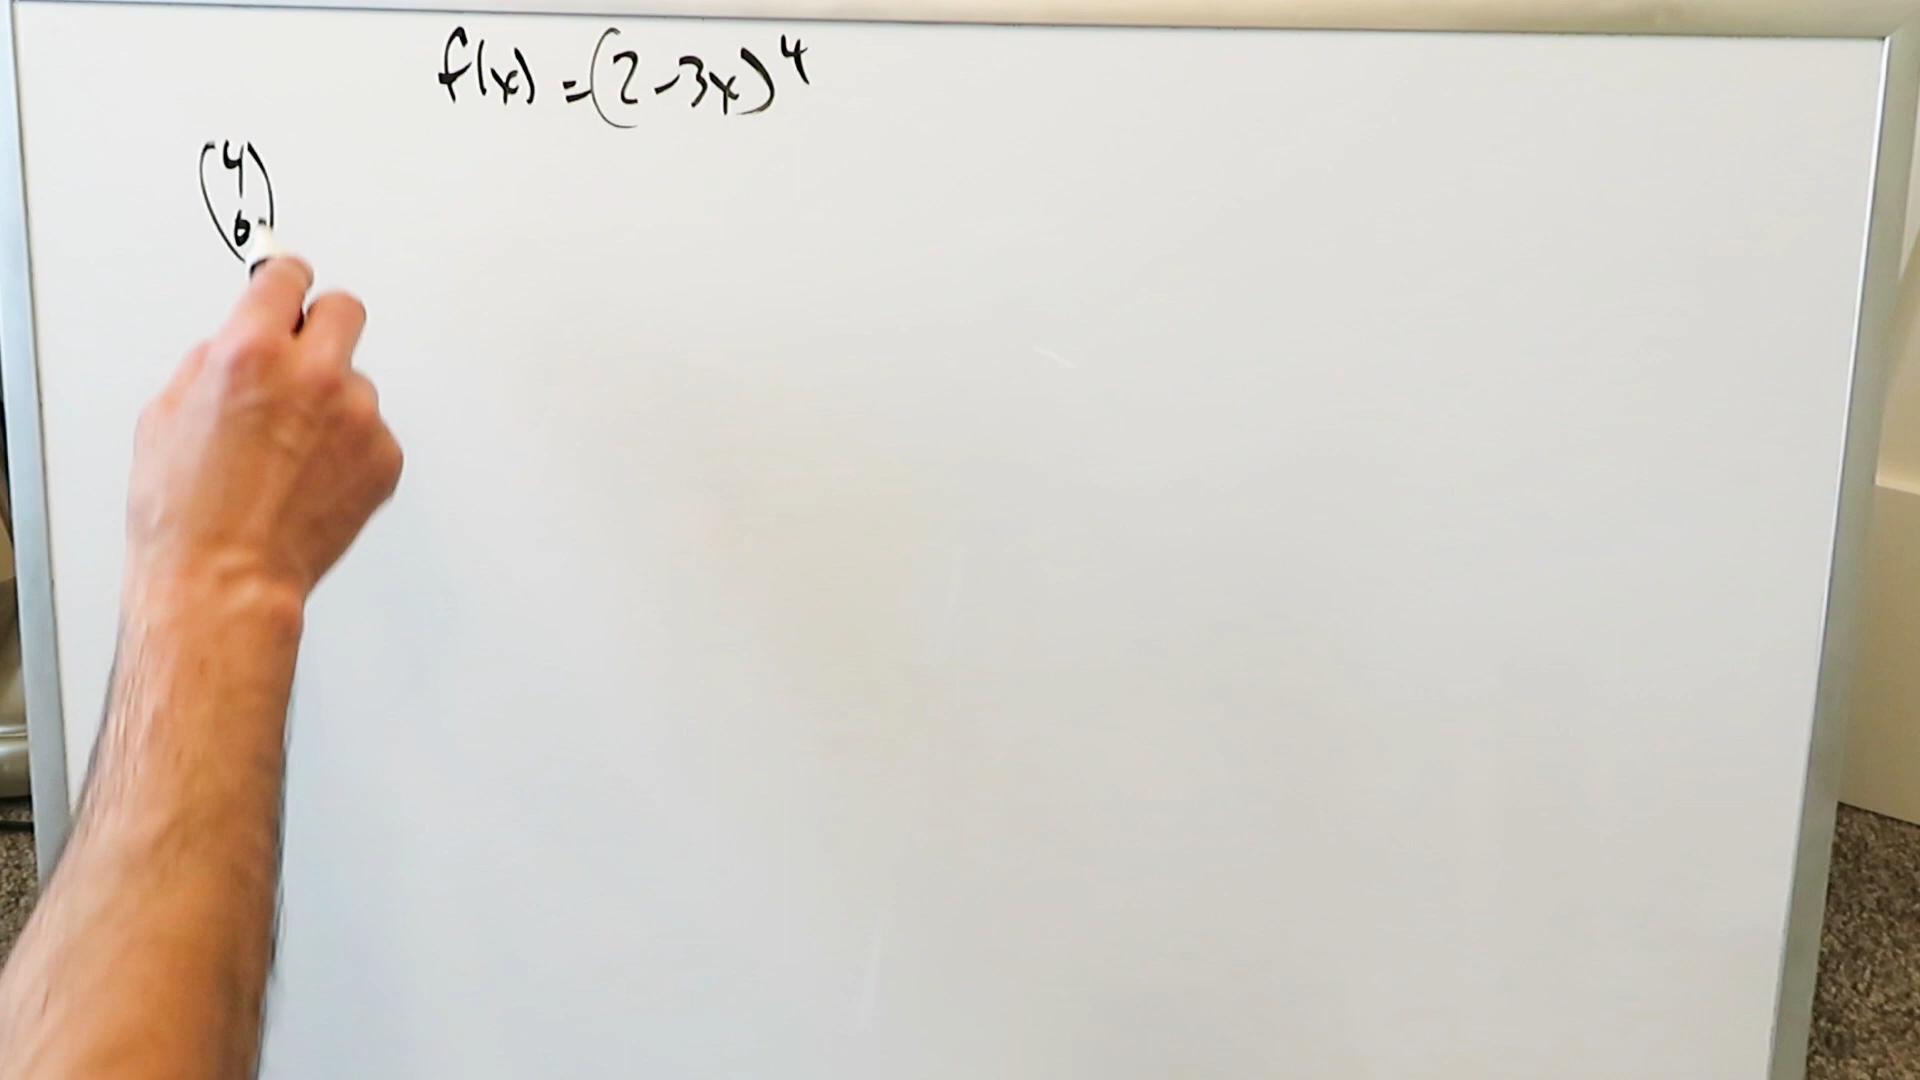 f(x) = (2-3x)^4
(4
0)